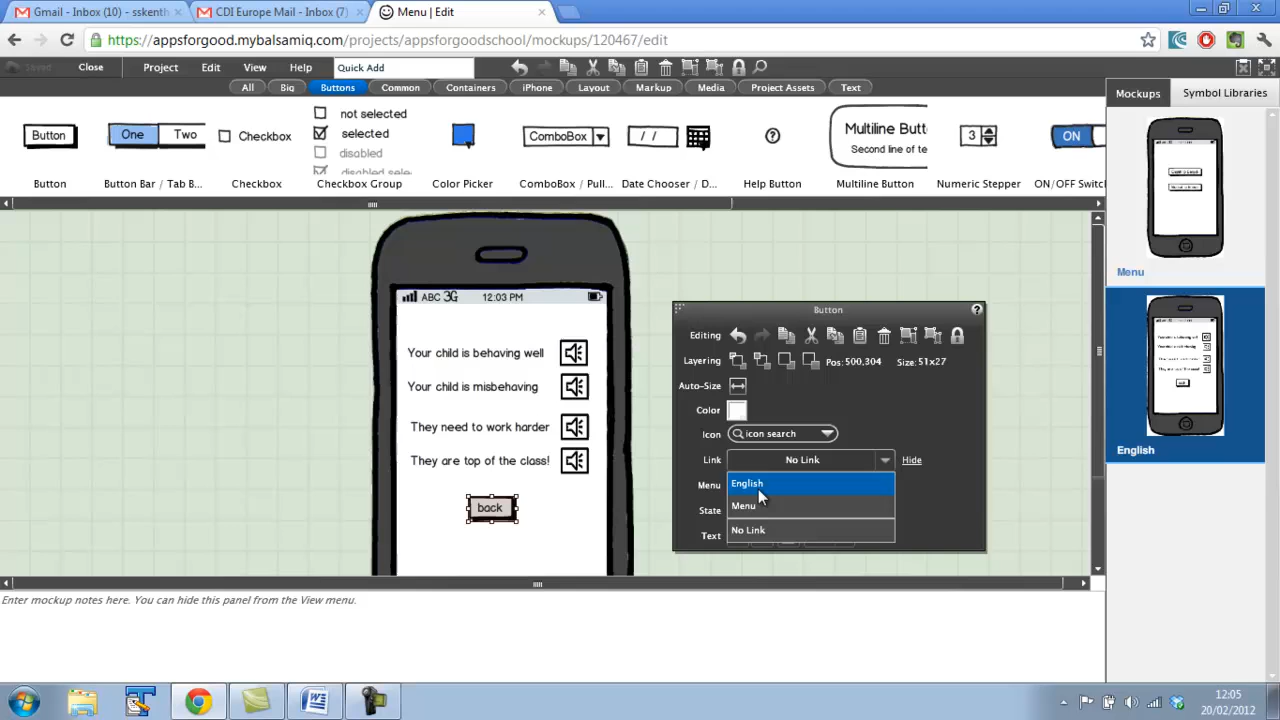 Gmail - Inbox (10) - sskenth
CDI Europe Mail - Inbox (7)
Menu | Edit
https://appsforgood.mybalsamiq.com/projects/appsforgoodschool/mockups/120467/edit
Saved Close Project Edit View Help Quick Add
All Big Buttons Common Containers iPhone Layout Markup Media Project Assets Text
Mockups Symbol Libraries
Button One Two Checkbox
not selected
selected
disabled
disabled sele
ComboBox / / ?
Multiline Butt
Second line of te
3 ON
Button Button Bar / Tab B... Checkbox Checkbox Group Color Picker ComboBox / Pull... Date Chooser / D... Help Button Multiline Button Numeric Stepper ON/OFF Switch
Menu
English
ABC 3G 12:03 PM
Your child is behaving well
Your child is misbehaving
They need to work harder
They are top of the class!
back
Button ?
Editing
Layering Pos:500,304 Size:51x27
Auto-Size
Color
Icon icon search
Link No Link Hide
Menu English
Menu
State
No Link
Text
Enter mockup notes here. You can hide this panel from the View menu.
12:05
20/02/2012